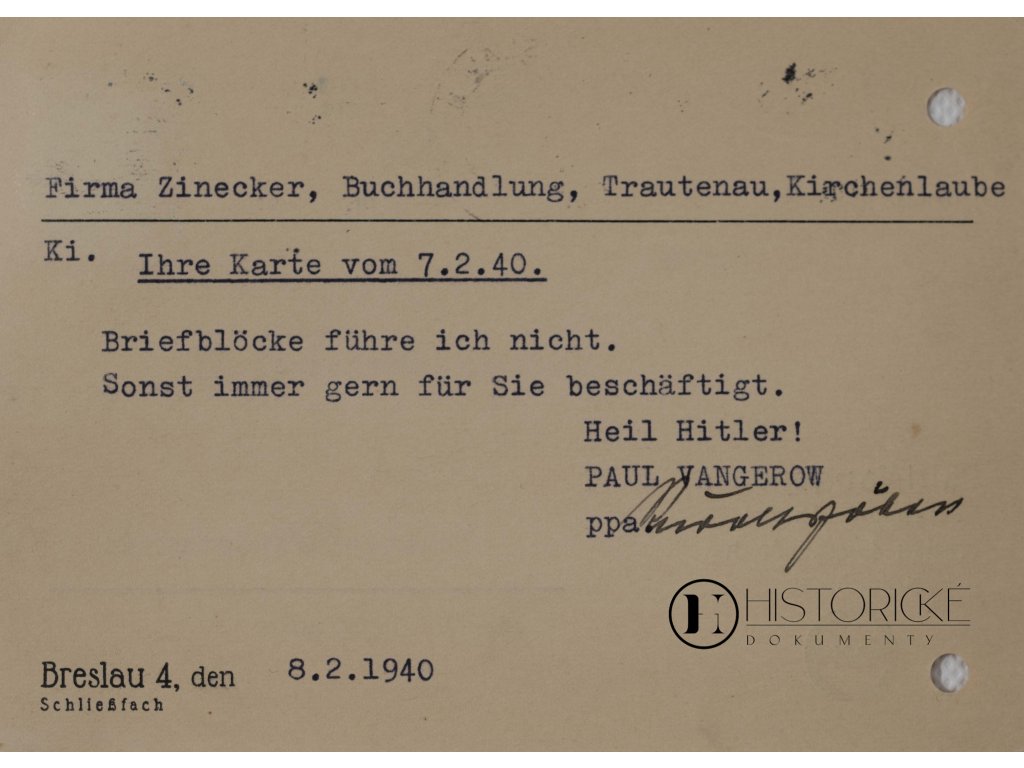 Firma Zinecker, Buchhandlung, Trautenau,Kirchenlaube
Ki.
Ihre Karte vom 7.2.40.
Briefblöcke führe ich nicht.
Sonst immer gern für Sie beschäftigt.
Heil Hitler!
PAUL VANGEROW
ppa.
HISTORICKÉ
DOKUMENTY
Breslau 4, den 8.2.1940
Schließfach